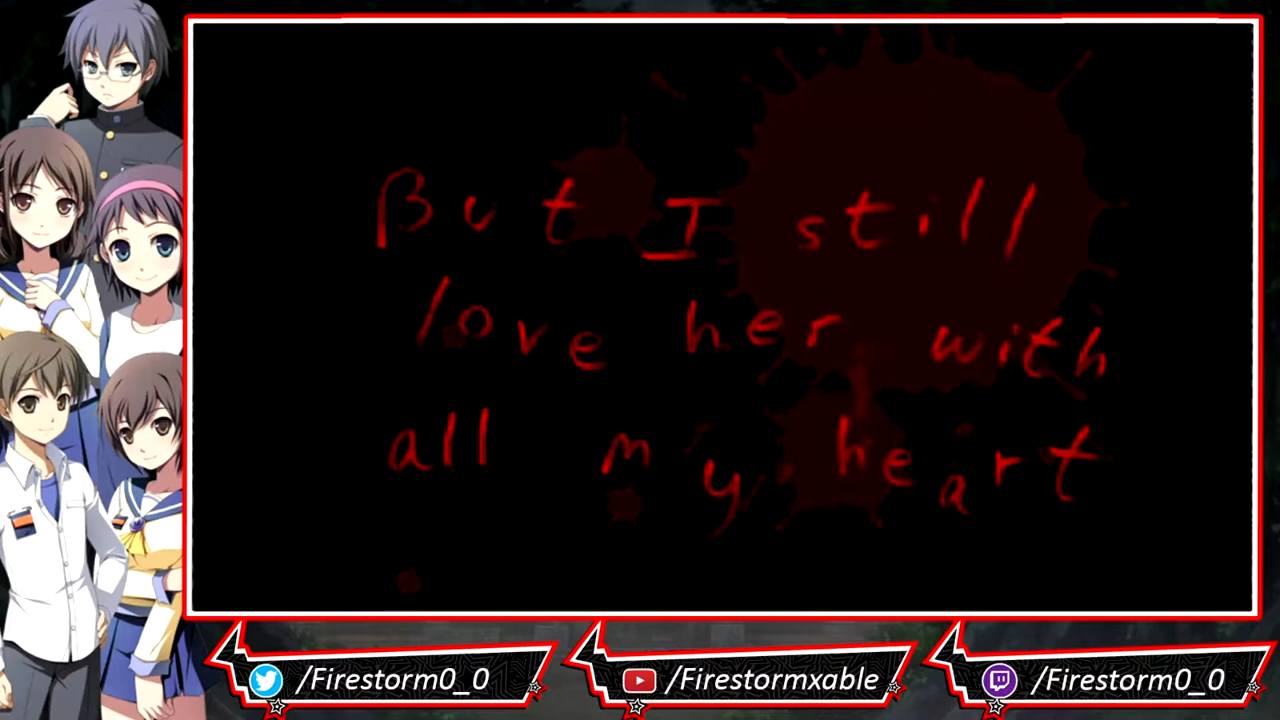 But I still
love her with
all my heart
/Firestorm0_0
/Firestormxable
/Firestorm0_0